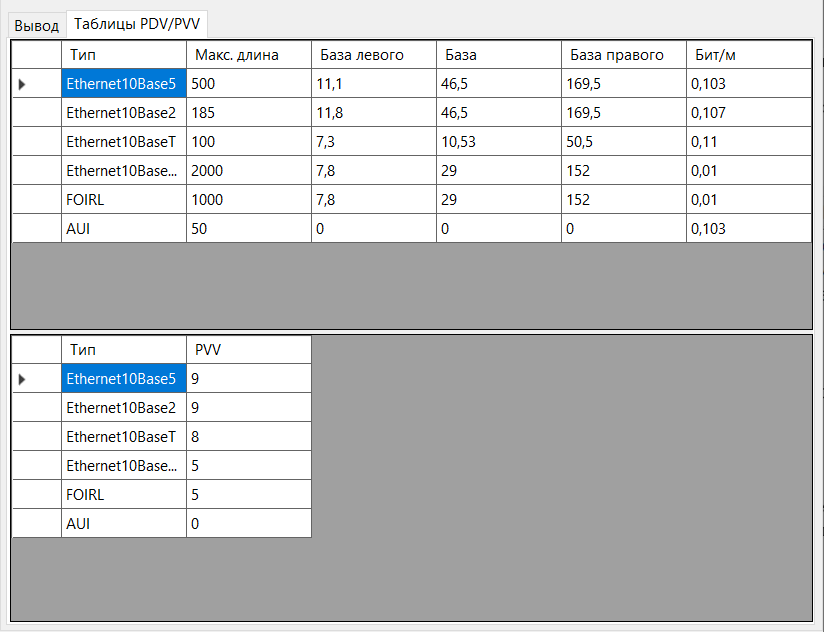 Вывод Таблицы PDV/PVV
Тип Макс. длина База левого База База правого Бит/м
Ethernet10Base5 500 11,1 46,5 169,5 0,103
Ethernet10Base2 185 11,8 46,5 169,5 0,107
Ethernet10BaseT 100 7,3 10,53 50,5 0,11
Ethernet10Base... 2000 7,8 29 152 0,01
FOIRL 1000 7,8 29 152 0,01
AUI 50 0 0 0 0,103
Тип PVV
Ethernet10Base5 9
Ethernet10Base2 9
Ethernet10BaseT 8
Ethernet10Base... 5
FOIRL 5
AUI 0